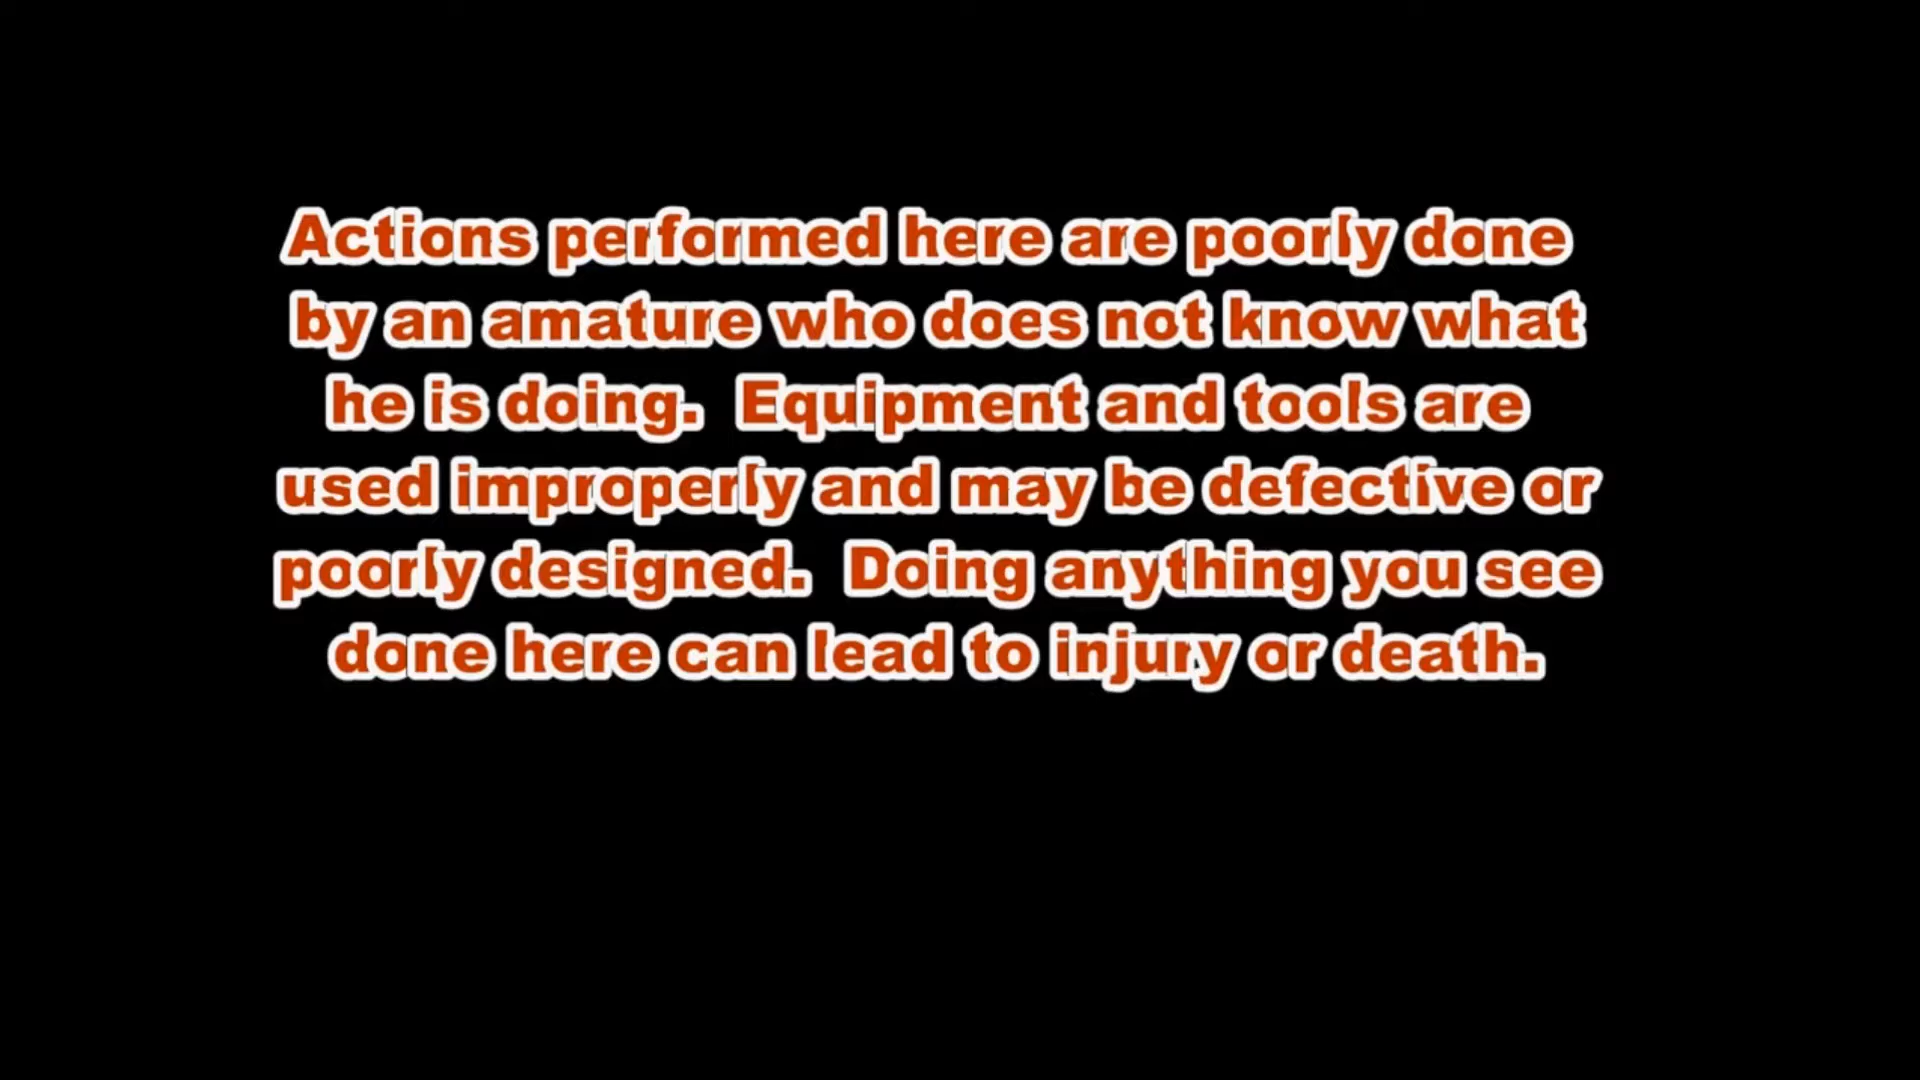 Actions performed here are poorly done
by an amature who does not know what
he is doing.  Equipment and tools are
used improperly and may be defective or
poorly designed.  Doing anything you see
done here can lead to injury or death.